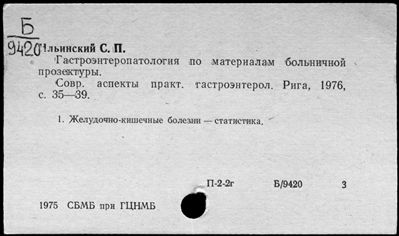 Б
9420
Ильинский С. П.
Гастроэнтеропатология по материалам больничной
прозектуры.
Совр. аспекты практ. гастроэнтерол. Рига, 1976,
с. 35—39.
1. Желудочно-кишечные болезни — статистика.
П-2-2г Б/9420 3
1975 СБМБ при ГЦНМБ